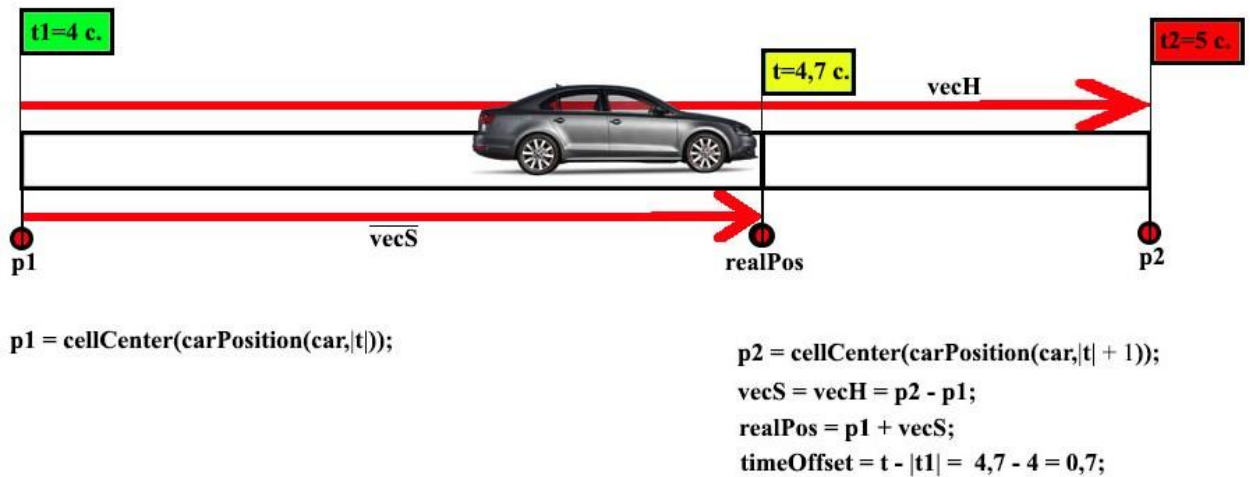 t1=4 c.
t2=5 c.
t=4,7 c.
vecH
vecS
p1
realPos
p2
p1 = cellCenter(carPosition(car,|t|));
p2 = cellCenter(carPosition(car,|t| + 1));
vecS = vecH = p2 - p1;
realPos = p1 + vecS;
timeOffset = t - |t1| = 4,7 - 4 = 0,7;